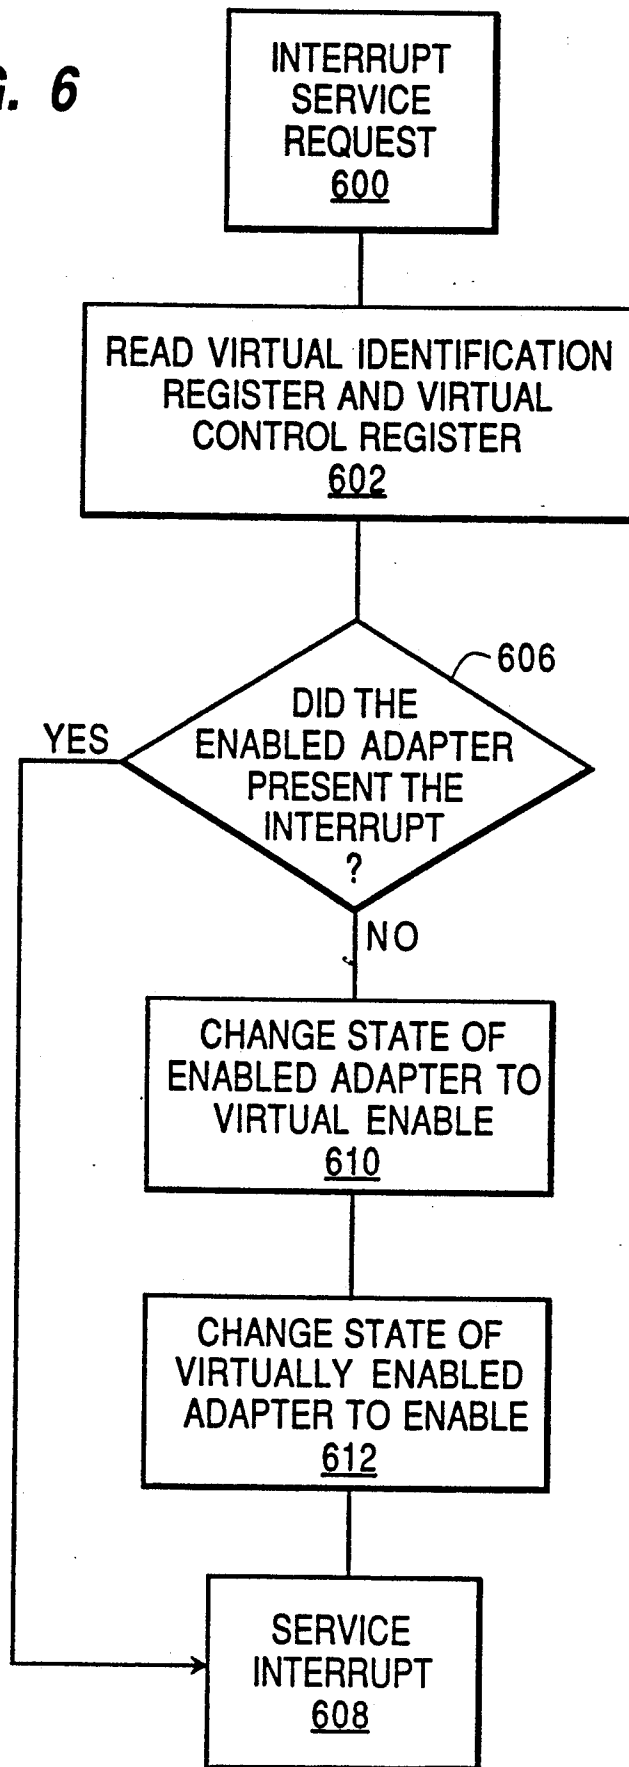 G. 6
INTERRUPT
SERVICE
REQUEST
600
READ VIRTUAL IDENTIFICATION
REGISTER AND VIRTUAL
CONTROL REGISTER
602
606
DID THE
ENABLED ADAPTER
PRESENT THE
INTERRUPT
?
YES
NO
CHANGE STATE OF
ENABLED ADAPTER TO
VIRTUAL ENABLE
610
CHANGE STATE OF
VIRTUALLY ENABLED
ADAPTER TO ENABLE
612
SERVICE
INTERRUPT
608